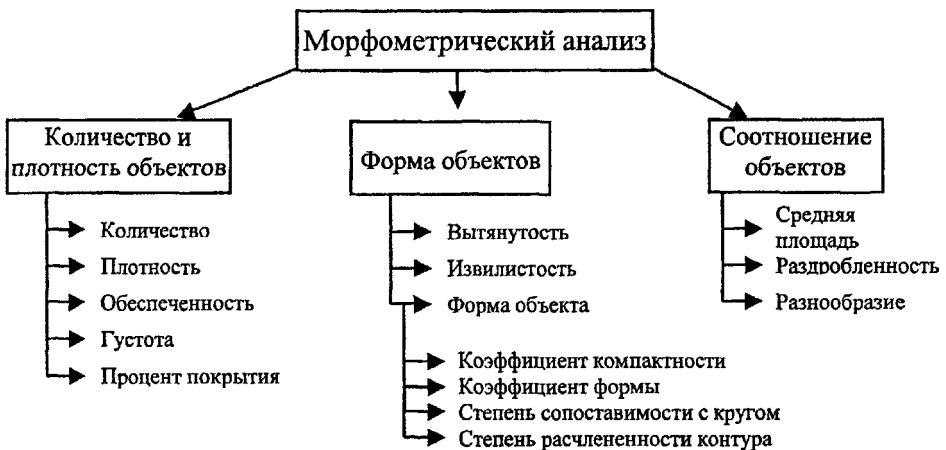 Морфометрический анализ
Количество и
плотность объектов
Количество
Плотность
Обеспеченность
Густота
Процент покрытия
Форма объектов
Вытянутость
Извилистость
Форма объекта
Коэффициент компактности
Коэффициент формы
Степень сопоставимости с кругом
Степень расчлененности контура
Соотношение
объектов
Средняя
площадь
Раздробленность
Разнообразие